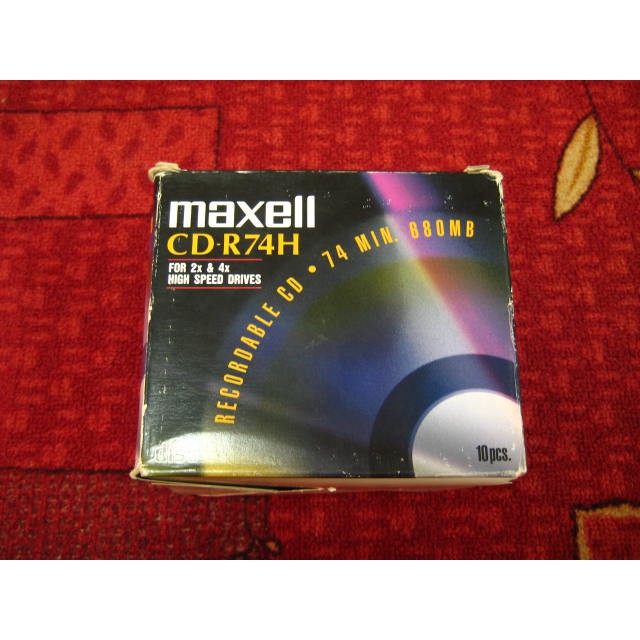 maxell
CD-R74H
FOR 2x & 4x
HIGH SPEED DRIVES
RECORDABLE CD • 74 MIN. 680MB
10pcs.